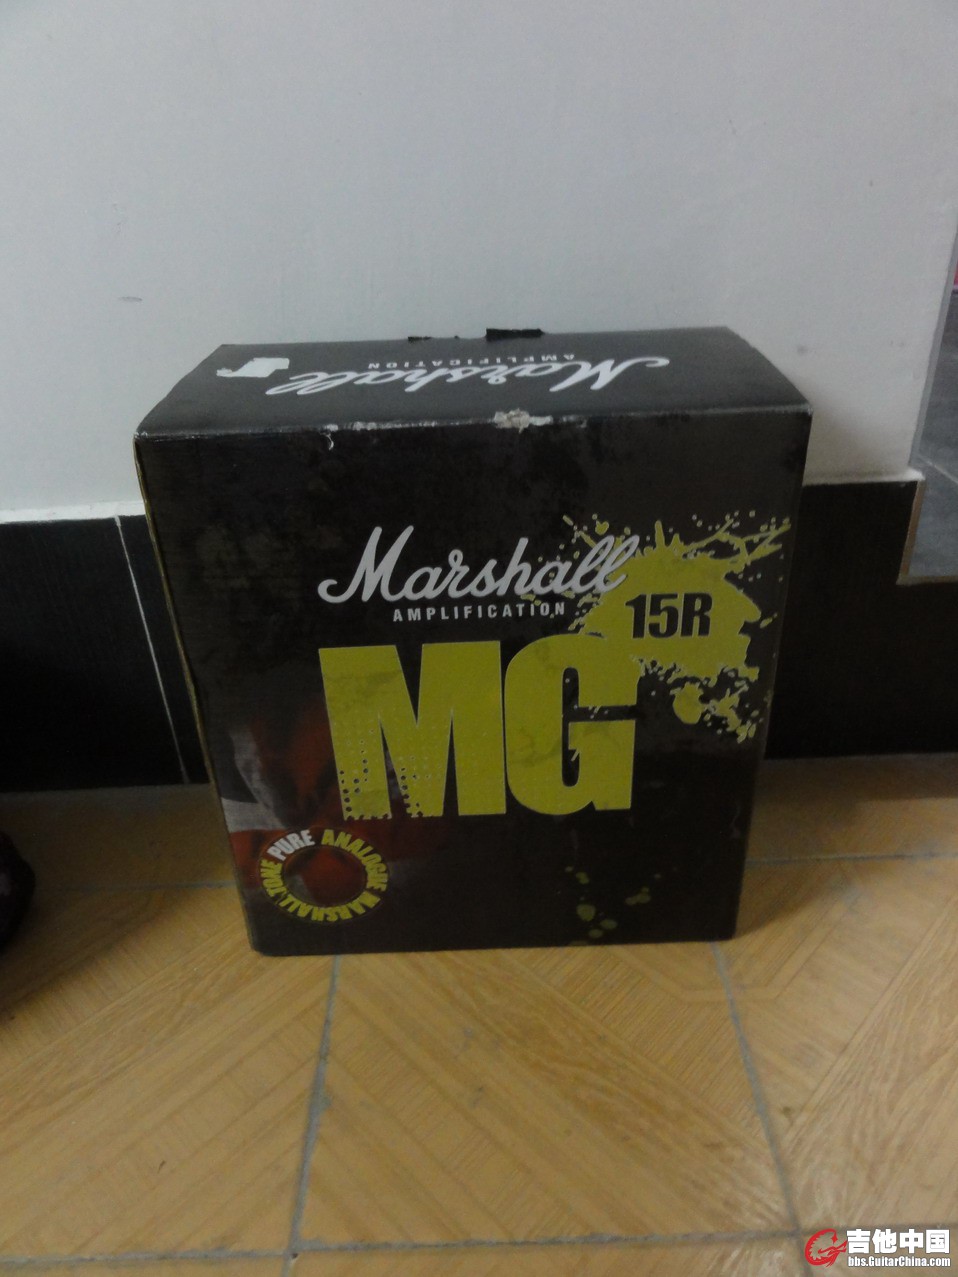 Marshall
AMPLIFICATION
Marshall
AMPLIFICATION
15R
MG
PURE ANALOGUE MARSHALL TONE
吉他中国
bbs.GuitarChina.com